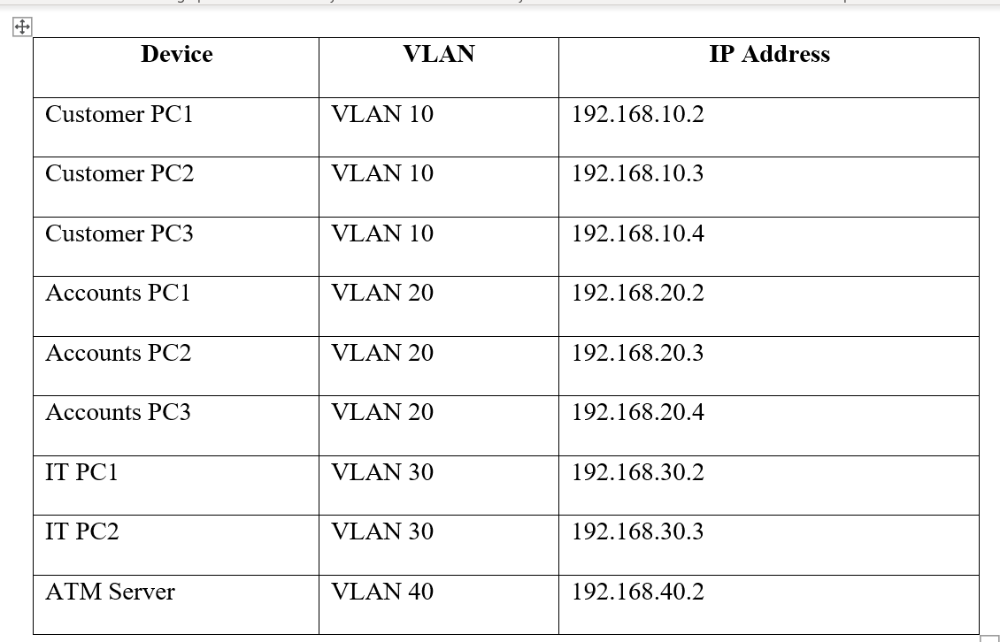 Device VLAN IP Address
Customer PC1 VLAN 10 192.168.10.2
Customer PC2 VLAN 10 192.168.10.3
Customer PC3 VLAN 10 192.168.10.4
Accounts PC1 VLAN 20 192.168.20.2
Accounts PC2 VLAN 20 192.168.20.3
Accounts PC3 VLAN 20 192.168.20.4
IT PC1 VLAN 30 192.168.30.2
IT PC2 VLAN 30 192.168.30.3
ATM Server VLAN 40 192.168.40.2